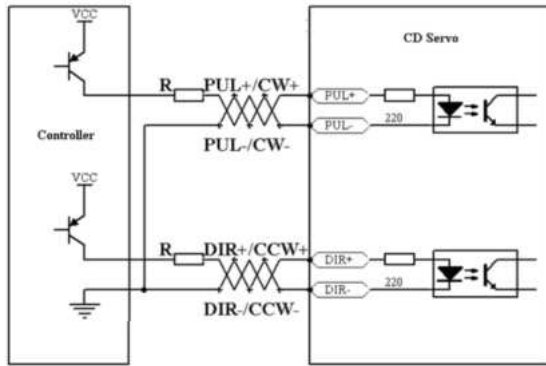 VCC
CD Servo
R
PUL+/CW+
PUL+
Controller
PUL-
220
PUL-/CW-
VCC
R
DIR+/CCW+
DIR+
DIR-
220
DIR-/CCW-